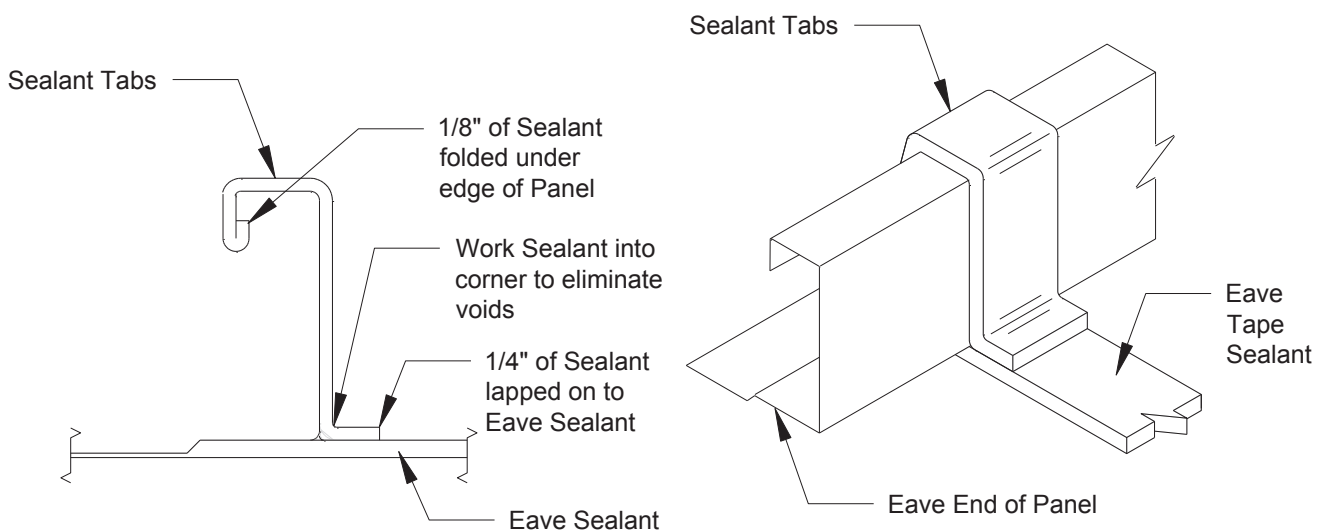 Sealant Tabs
1/8" of Sealant
folded under
edge of Panel
Work Sealant into
corner to eliminate
voids
1/4" of Sealant
lapped on to
Eave Sealant
Eave Sealant
Sealant Tabs
Eave
Tape
Sealant
Eave End of Panel